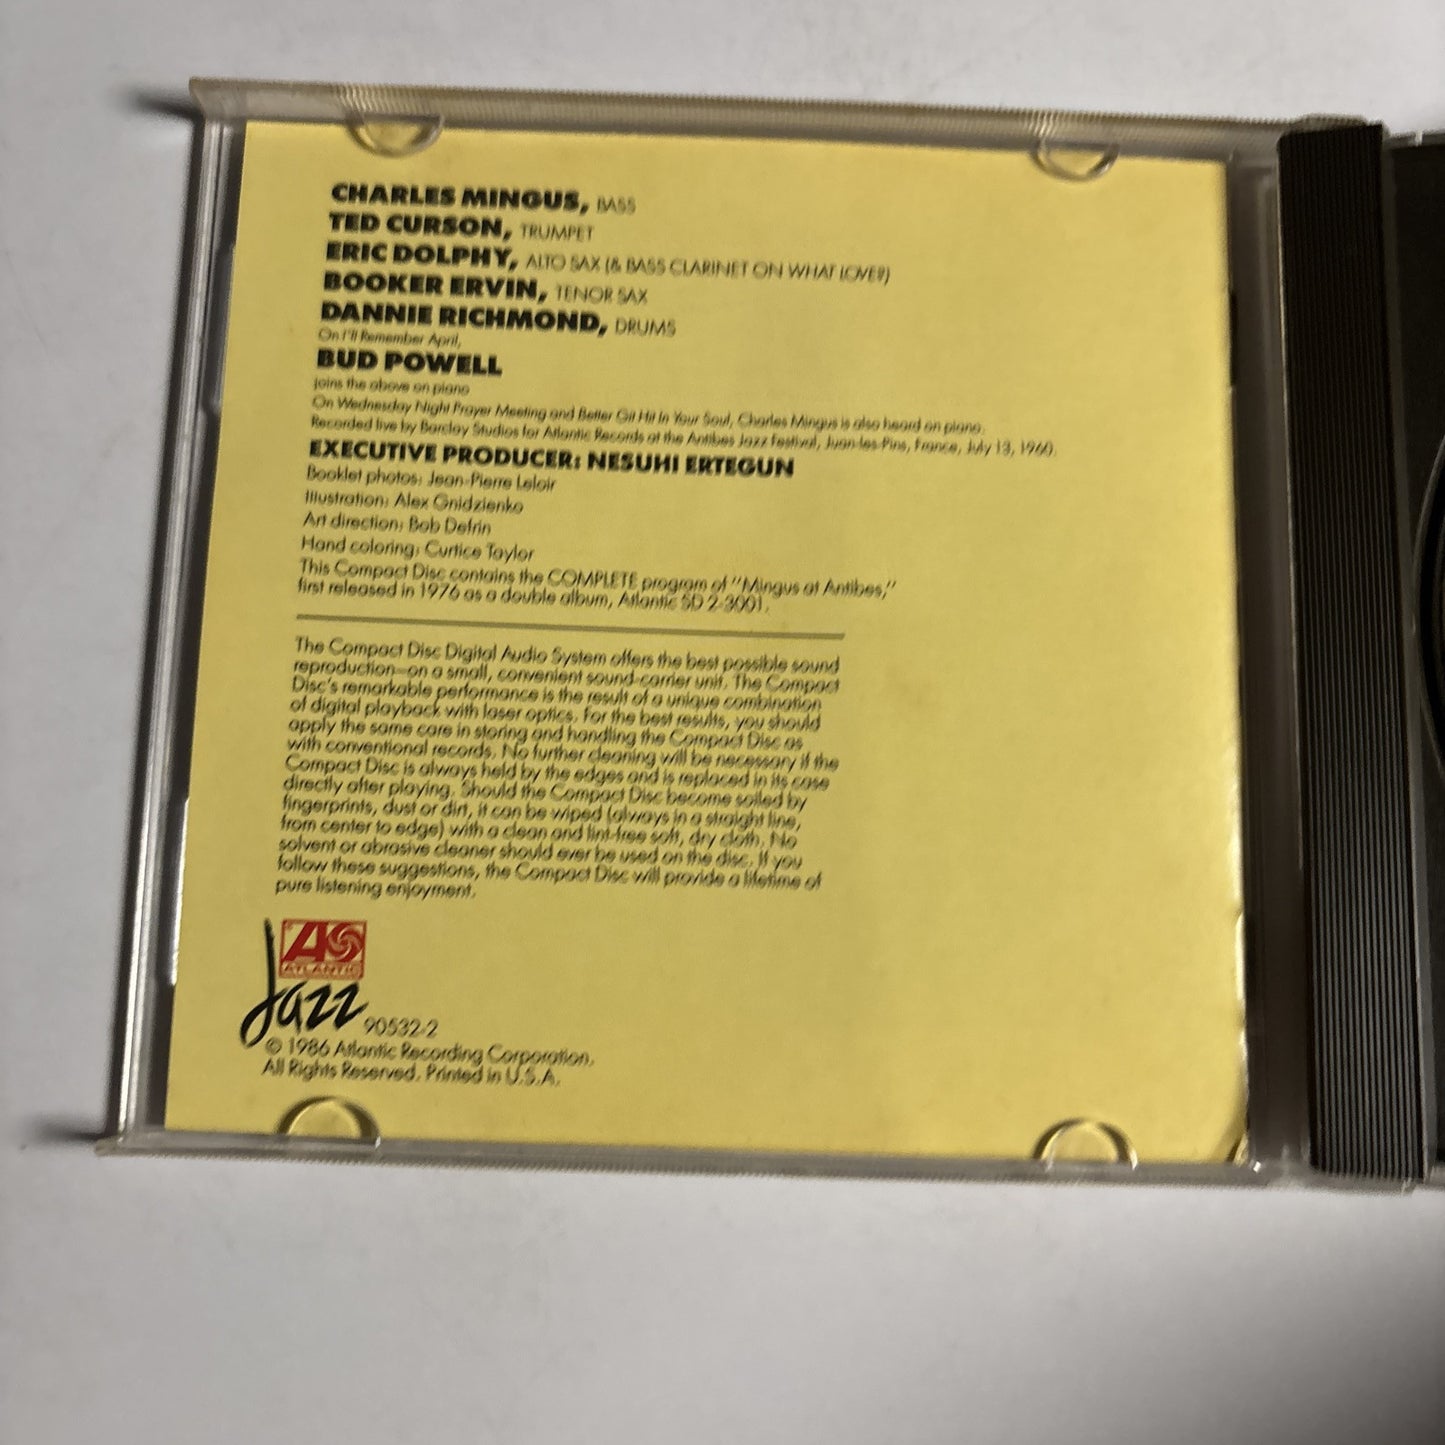 CHARLES MINGUS, BASS
TED CURSON, TRUMPET
ERIC DOLPHY, ALTO SAX (& BASS CLARINET ON WHAT LOVE?)
BOOKER ERVIN, TENOR SAX
DANNIE RICHMOND, DRUMS
On I'll Remember April,
BUD POWELL
joins the above on piano
On Wednesday Night Prayer Meeting and Better Git Hit In Your Soul, Charles Mingus is also heard on piano.
Recorded live by Barclay Studios for Atlantic Records at the Antibes Jazz Festival, Juan-les-Pins, France, July 13, 1960.
EXECUTIVE PRODUCER: NESUHI ERTEGUN
Booklet photos: Jean-Pierre Leloir
Illustration: Alex Gnidzienko
Art direction: Bob Defrin
Hand coloring: Curtice Taylor
This Compact Disc contains the COMPLETE program of "Mingus at Antibes,"
first released in 1976 as a double album, Atlantic SD 2-3001.
The Compact Disc Digital Audio System offers the best possible sound
reproduction—on a small, convenient sound-carrier unit. The Compact
Disc's remarkable performance is the result of a unique combination
of digital playback with laser optics. For the best results, you should
apply the same care in storing and handling the Compact Disc as
with conventional records. No further cleaning will be necessary if the
Compact Disc is always held by the edges and is replaced in its case
directly after playing. Should the Compact Disc become soiled by
fingerprints, dust or dirt, it can be wiped (always in a straight line,
from center to edge) with a clean and lint-free soft, dry cloth. No
solvent or abrasive cleaner should ever be used on the disc. If you
follow these suggestions, the Compact Disc will provide a lifetime of
pure listening enjoyment.
ATLANTIC
Jazz 90532-2
© 1986 Atlantic Recording Corporation.
All Rights Reserved. Printed in U.S.A.